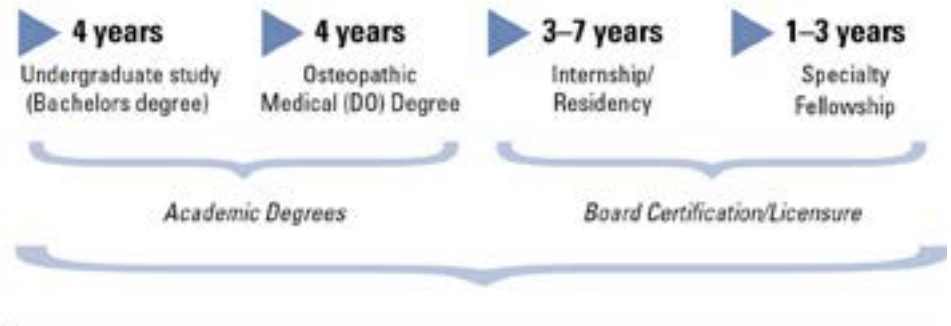 4 years
Undergraduate study
(Bachelors degree)
4 years
Osteopathic
Medical (DO) Degree
3–7 years
Internship/
Residency
1–3 years
Specialty
Fellowship
Academic Degrees
Board Certification/Licensure